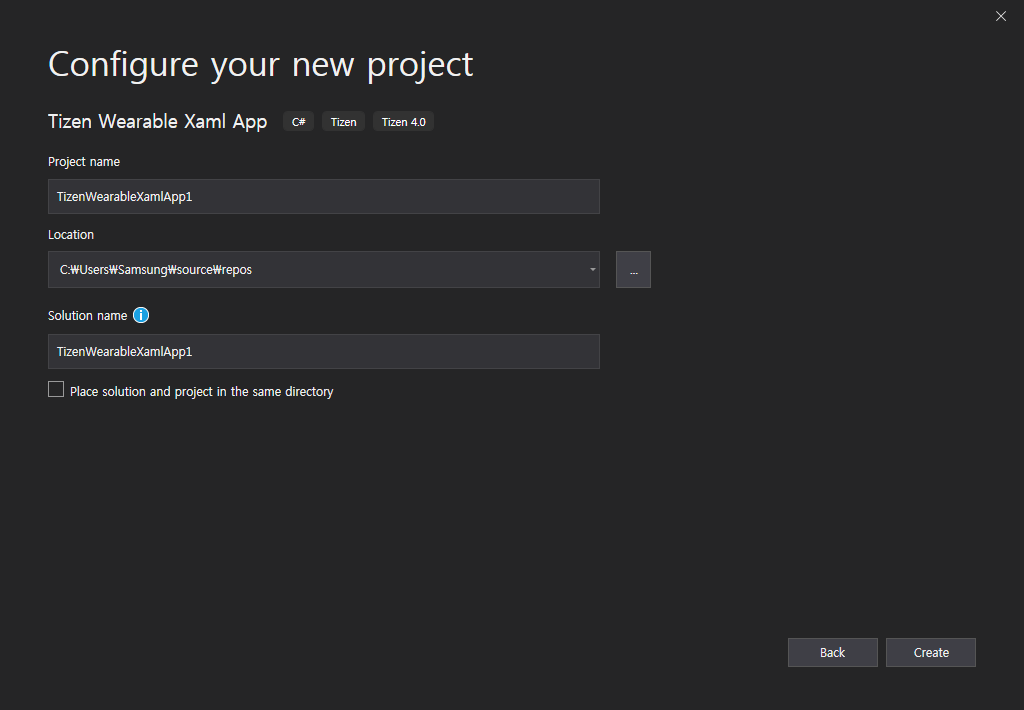 Configure your new project
Tizen Wearable Xaml App C# Tizen Tizen 4.0
Project name
TizenWearableXamlApp1
Location
C:₩Users₩Samsung₩source₩repos
...
Solution name
TizenWearableXamlApp1
Place solution and project in the same directory
Back Create